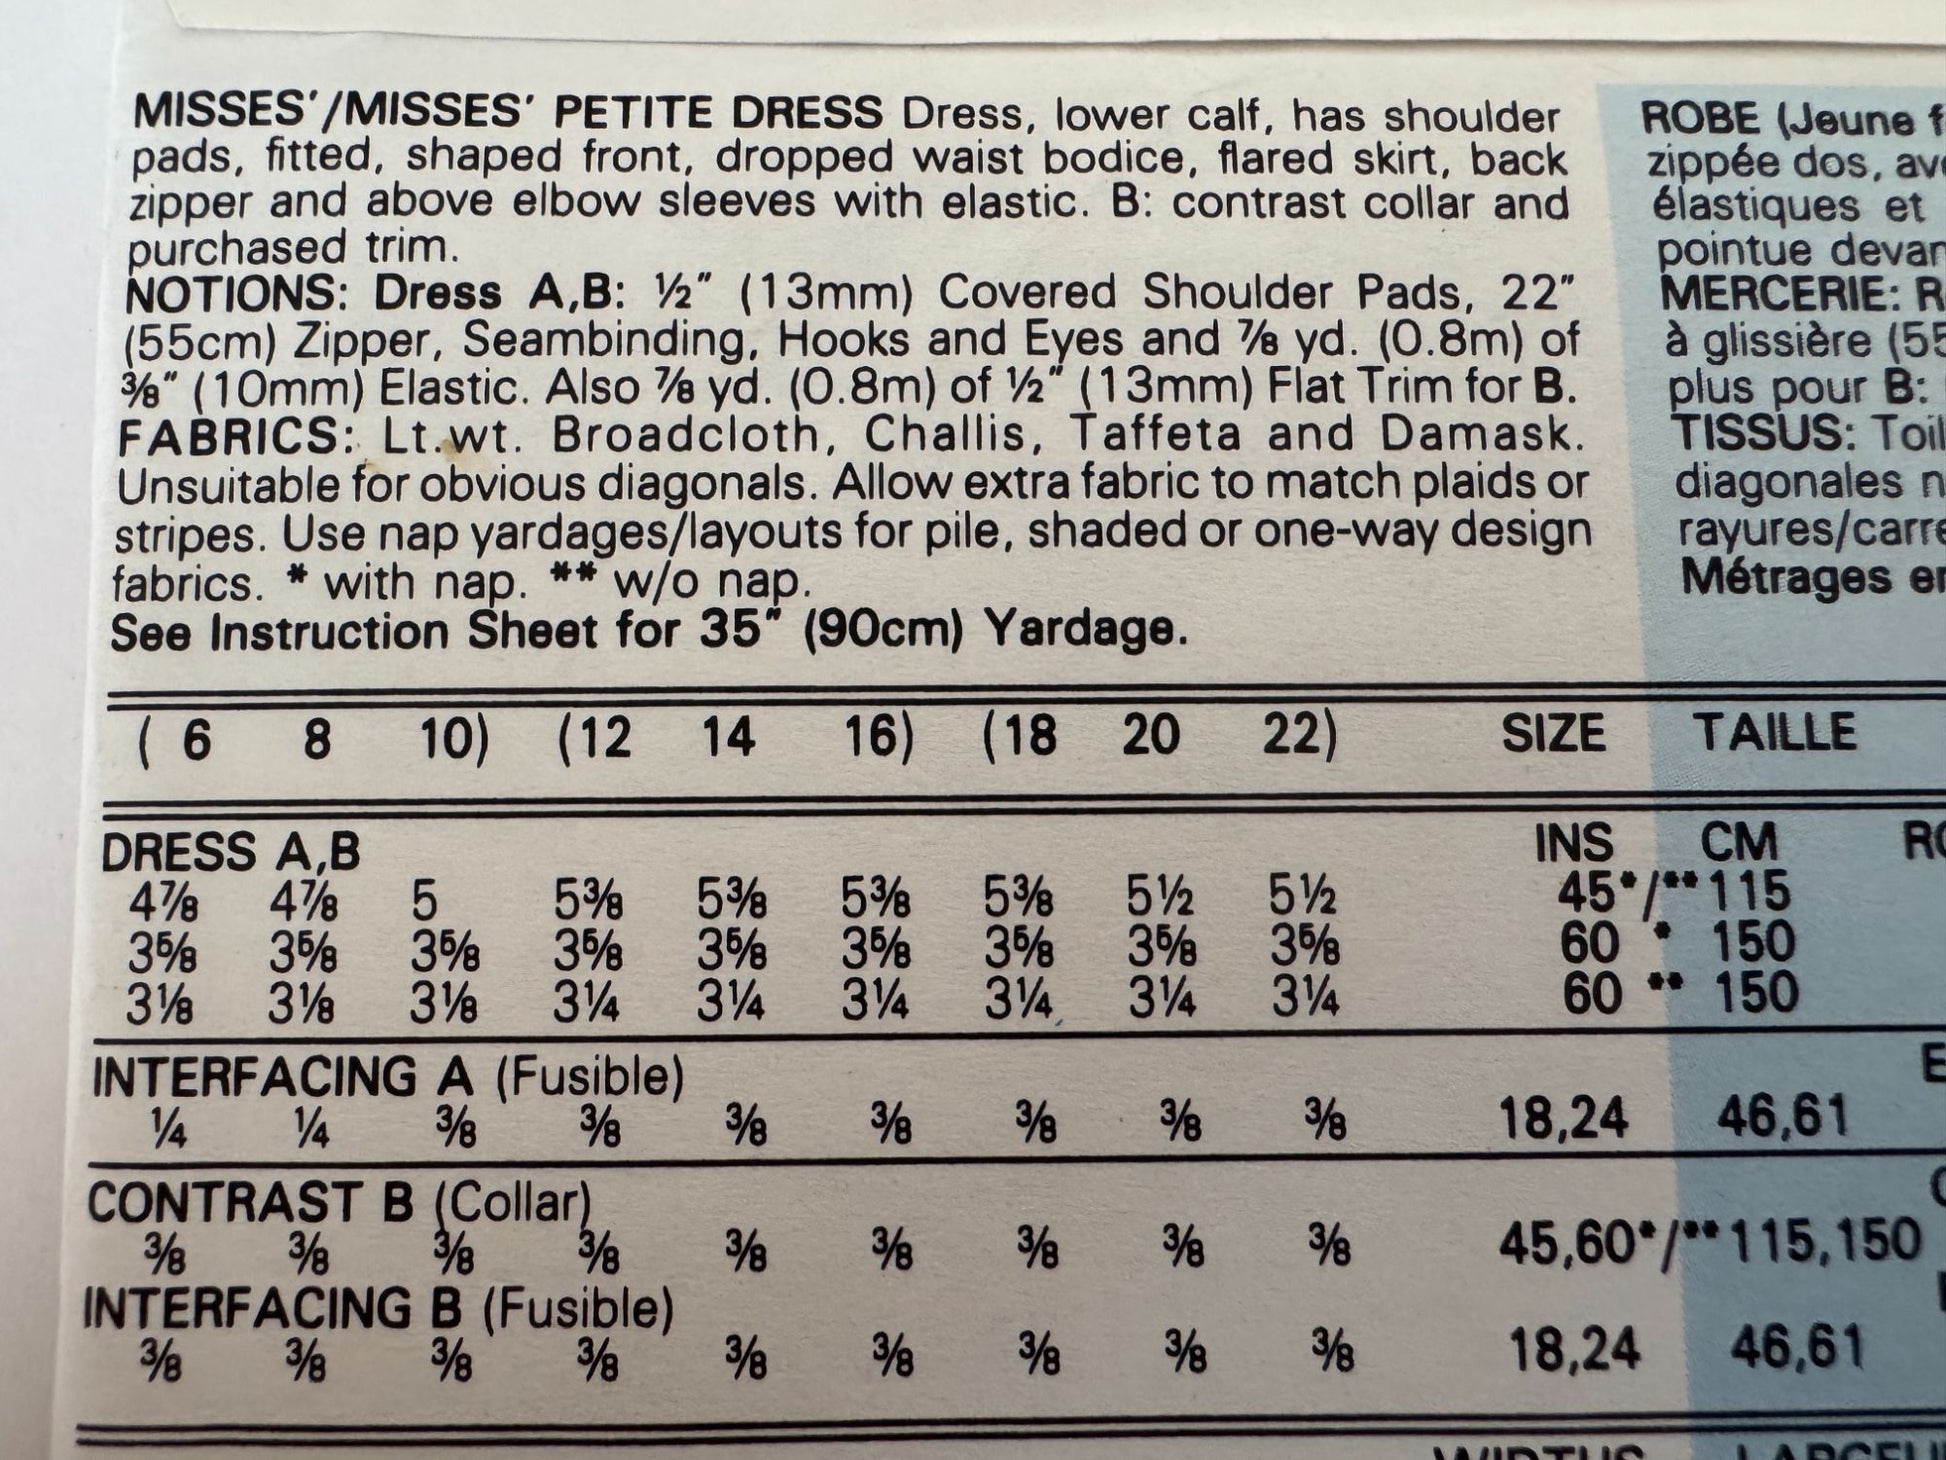 MISSES'/MISSES' PETITE DRESS Dress, lower calf, has shoulder
pads, fitted, shaped front, dropped waist bodice, flared skirt, back
zipper and above elbow sleeves with elastic. B: contrast collar and
purchased trim.
NOTIONS: Dress A,B: ½" (13mm) Covered Shoulder Pads, 22"
(55cm) Zipper, Seambinding, Hooks and Eyes and ⅞ yd. (0.8m) of
⅜" (10mm) Elastic. Also ⅞ yd. (0.8m) of ½" (13mm) Flat Trim for B.
FABRICS: Lt.wt. Broadcloth, Challis, Taffeta and Damask.
Unsuitable for obvious diagonals. Allow extra fabric to match plaids or
stripes. Use nap yardages/layouts for pile, shaded or one-way design
fabrics. * with nap. ** w/o nap.
See Instruction Sheet for 35" (90cm) Yardage.
ROBE (Jeune
zippée dos,
élastiques et
pointue
MERCERIE:
à glissière
plus pour B:
TISSUS:
diagonales
Métrages
( 6 8 10) (12 14 16) (18 20 22) SIZE TAILLE
DRESS A,B INS CM
4⅞ 4⅞ 5 5⅜ 5⅜ 5⅜ 5⅜ 5½ 5½ 45*/**115
3⅝ 3⅝ 3⅝ 3⅝ 3⅝ 3⅝ 3⅝ 3⅝ 3⅝ 60 * 150
3⅛ 3⅛ 3⅛ 3¼ 3¼ 3¼ 3¼ 3¼ 3¼ 60 ** 150
INTERFACING A (Fusible)
¼ ¼ ⅜ ⅜ ⅜ ⅜ ⅜ ⅜ ⅜ 18,24 46,61
CONTRAST B (Collar)
⅜ ⅜ ⅜ ⅜ ⅜ ⅜ ⅜ ⅜ ⅜ 45,60*/**115,150
INTERFACING B (Fusible)
⅜ ⅜ ⅜ ⅜ ⅜ ⅜ ⅜ ⅜ ⅜ 18,24 46,61